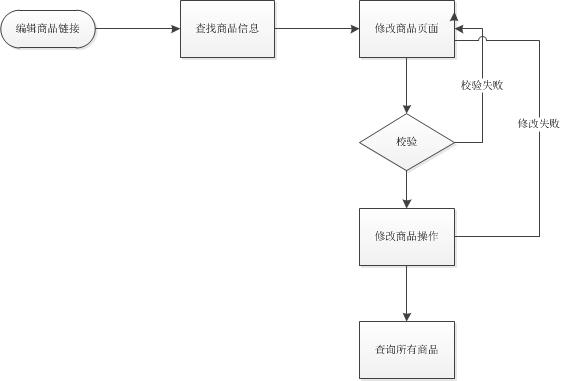 编辑商品链接
查找商品信息
修改商品页面
校验失败
修改失败
校验
修改商品操作
查询所有商品